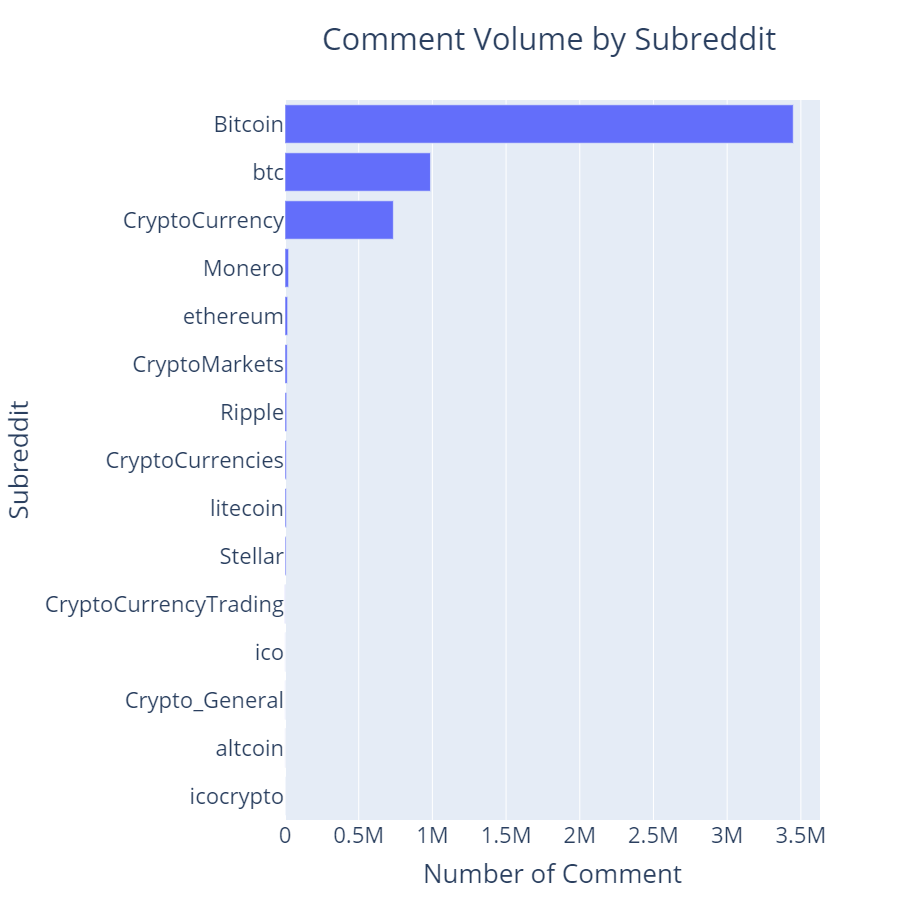 Comment Volume by Subreddit
Bitcoin
btc
CryptoCurrency
Monero
ethereum
CryptoMarkets
Ripple
CryptoCurrencies
litecoin
Stellar
CryptoCurrencyTrading
ico
Crypto_General
altcoin
icocrypto
Subreddit
0 0.5M 1M 1.5M 2M 2.5M 3M 3.5M
Number of Comment